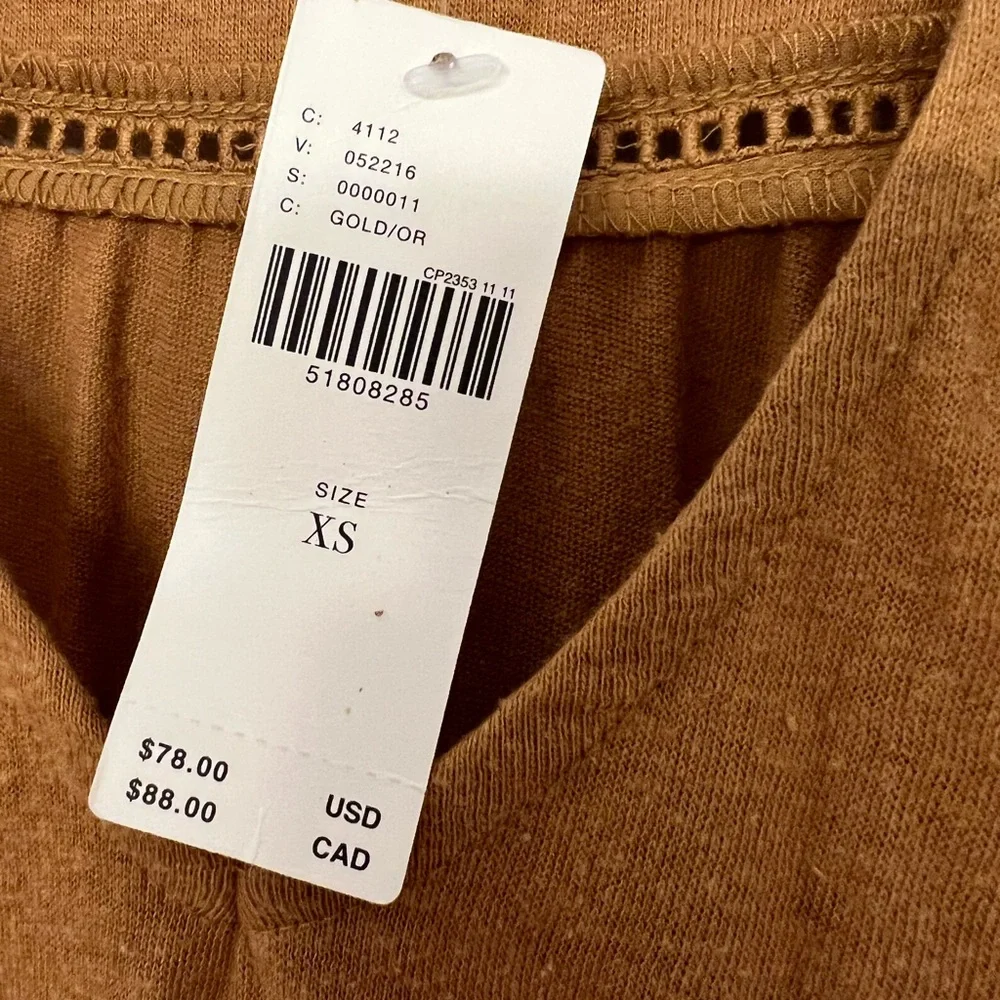 C: 4112
V: 052216
S: 0000011
C: GOLD/OR
CP2353 11 11
51808285
SIZE
XS
$78.00 USD
$88.00 CAD